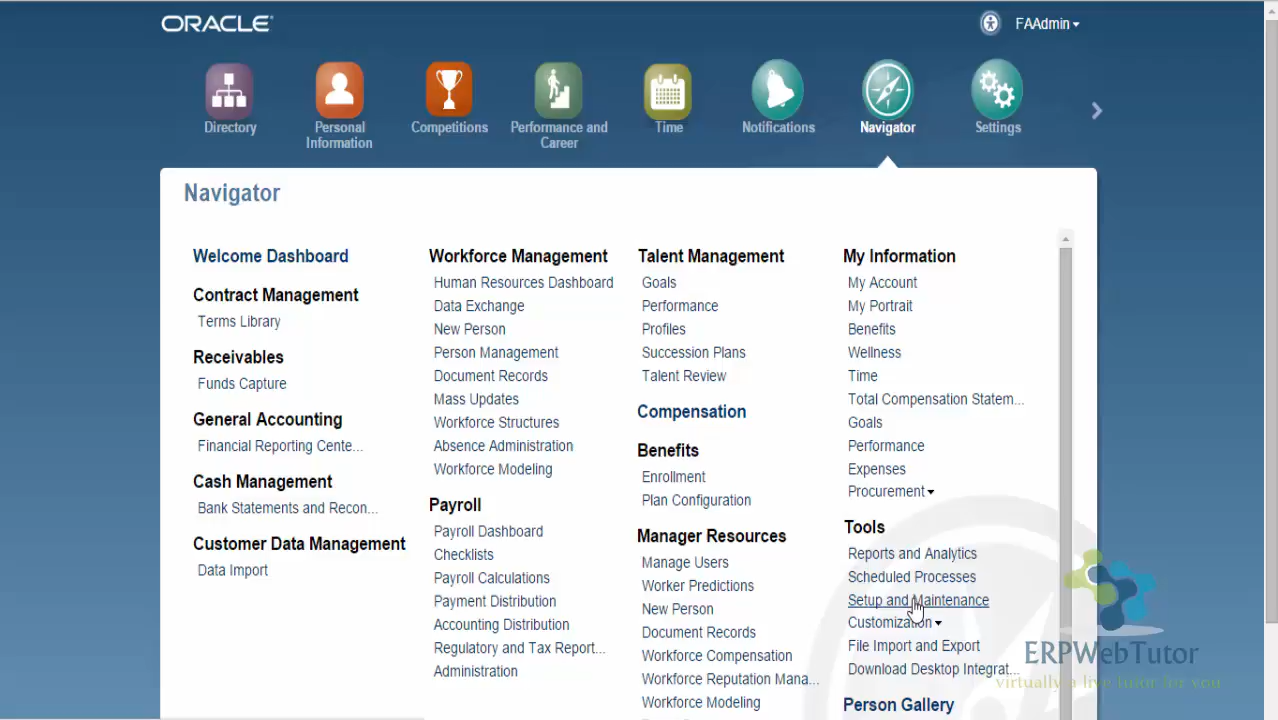 ORACLE
FAAdmin
Directory
Personal
Information
Competitions
Performance and
Career
Time
Notifications
Navigator
Settings
Navigator
Welcome Dashboard
Contract Management
Terms Library
Receivables
Funds Capture
General Accounting
Financial Reporting Cente...
Cash Management
Bank Statements and Recon...
Customer Data Management
Data Import
Workforce Management
Human Resources Dashboard
Data Exchange
New Person
Person Management
Document Records
Mass Updates
Workforce Structures
Absence Administration
Workforce Modeling
Payroll
Payroll Dashboard
Checklists
Payroll Calculations
Payment Distribution
Accounting Distribution
Regulatory and Tax Report...
Administration
Talent Management
Goals
Performance
Profiles
Succession Plans
Talent Review
Compensation
Benefits
Enrollment
Plan Configuration
Manager Resources
Manage Users
Worker Predictions
New Person
Document Records
Workforce Compensation
Workforce Reputation Mana...
Workforce Modeling
My Information
My Account
My Portrait
Benefits
Wellness
Time
Total Compensation Statem...
Goals
Performance
Expenses
Procurement
Tools
Reports and Analytics
Scheduled Processes
Setup and Maintenance
Customization
File Import and Export
Download Desktop Integrat...
Person Gallery
ERPWebTutor
virtually a live Tutor for you